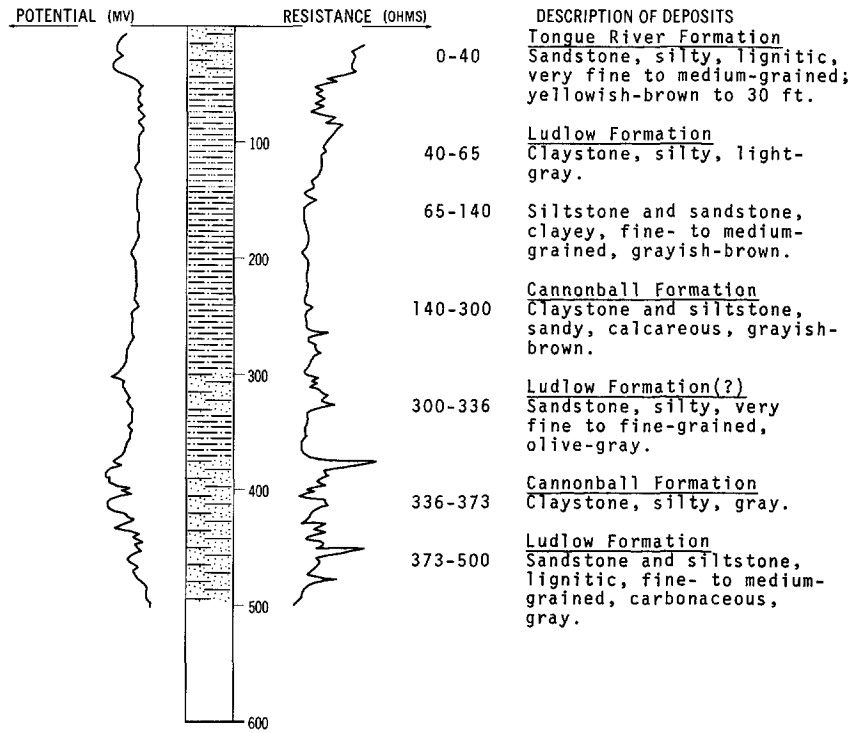 POTENTIAL (MV) RESISTANCE (OHMS) DESCRIPTION OF DEPOSITS
Tongue River Formation
0-40 Sandstone, silty, lignitic,
very fine to medium-grained;
yellowish-brown to 30 ft.
100
Ludlow Formation
40-65 Claystone, silty, light-
gray.
65-140 Siltstone and sandstone,
clayey, fine- to medium-
grained, grayish-brown.
200
Cannonball Formation
140-300 Claystone and siltstone,
sandy, calcareous, grayish-
brown.
300
Ludlow Formation(?)
300-336 Sandstone, silty, very
fine to fine-grained,
olive-gray.
400
Cannonball Formation
336-373 Claystone, silty, gray.
Ludlow Formation
373-500 Sandstone and siltstone,
lignitic, fine- to medium-
grained, carbonaceous,
gray.
500
600